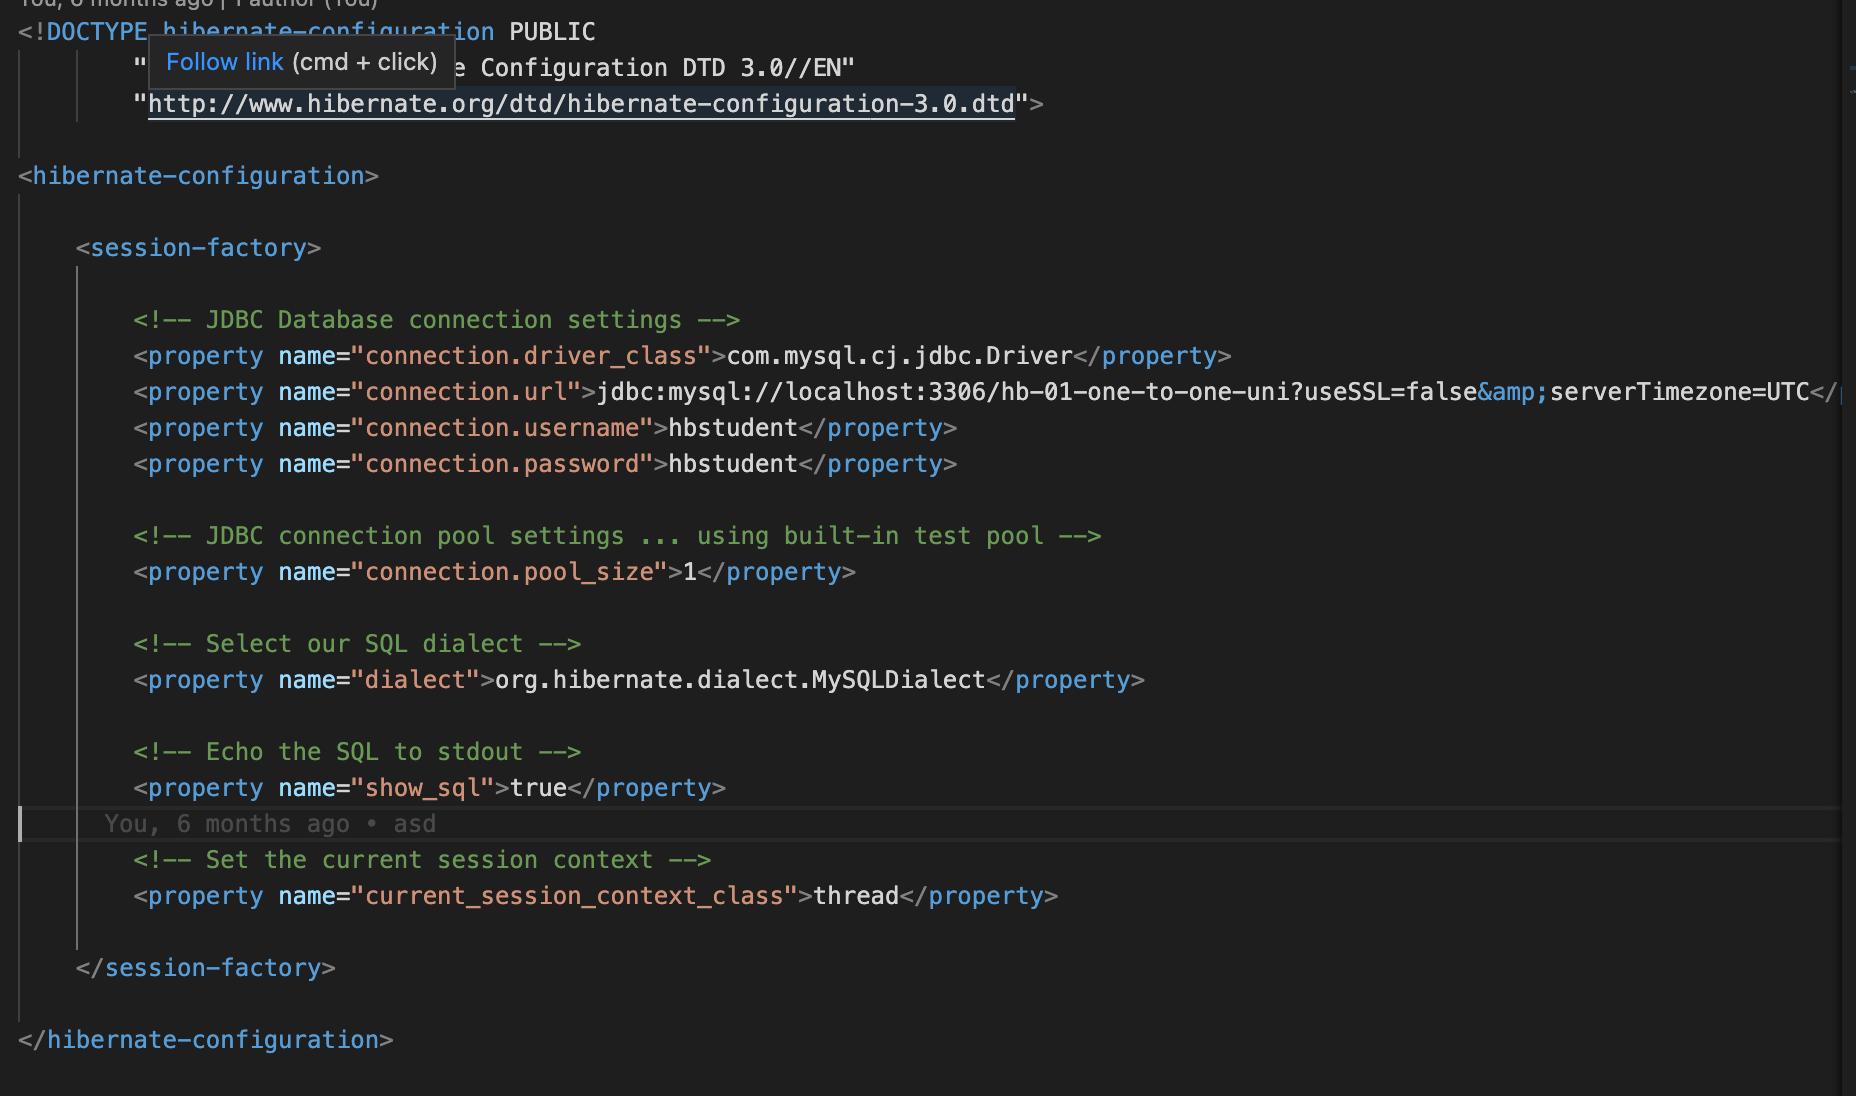 <!DOCTYPE hibernate-configuration PUBLIC
Follow link (cmd + click)
"e Configuration DTD 3.0//EN"
"http://www.hibernate.org/dtd/hibernate-configuration-3.0.dtd">
<hibernate-configuration>
<session-factory>
<!-- JDBC Database connection settings -->
<property name="connection.driver_class">com.mysql.cj.jdbc.Driver</property>
<property name="connection.url">jdbc:mysql://localhost:3306/hb-01-one-to-one-uni?useSSL=false&amp;serverTimezone=UTC</
<property name="connection.username">hbstudent</property>
<property name="connection.password">hbstudent</property>
<!-- JDBC connection pool settings ... using built-in test pool -->
<property name="connection.pool_size">1</property>
<!-- Select our SQL dialect -->
<property name="dialect">org.hibernate.dialect.MySQLDialect</property>
<!-- Echo the SQL to stdout -->
<property name="show_sql">true</property>
You, 6 months ago • asd
<!-- Set the current session context -->
<property name="current_session_context_class">thread</property>
</session-factory>
</hibernate-configuration>